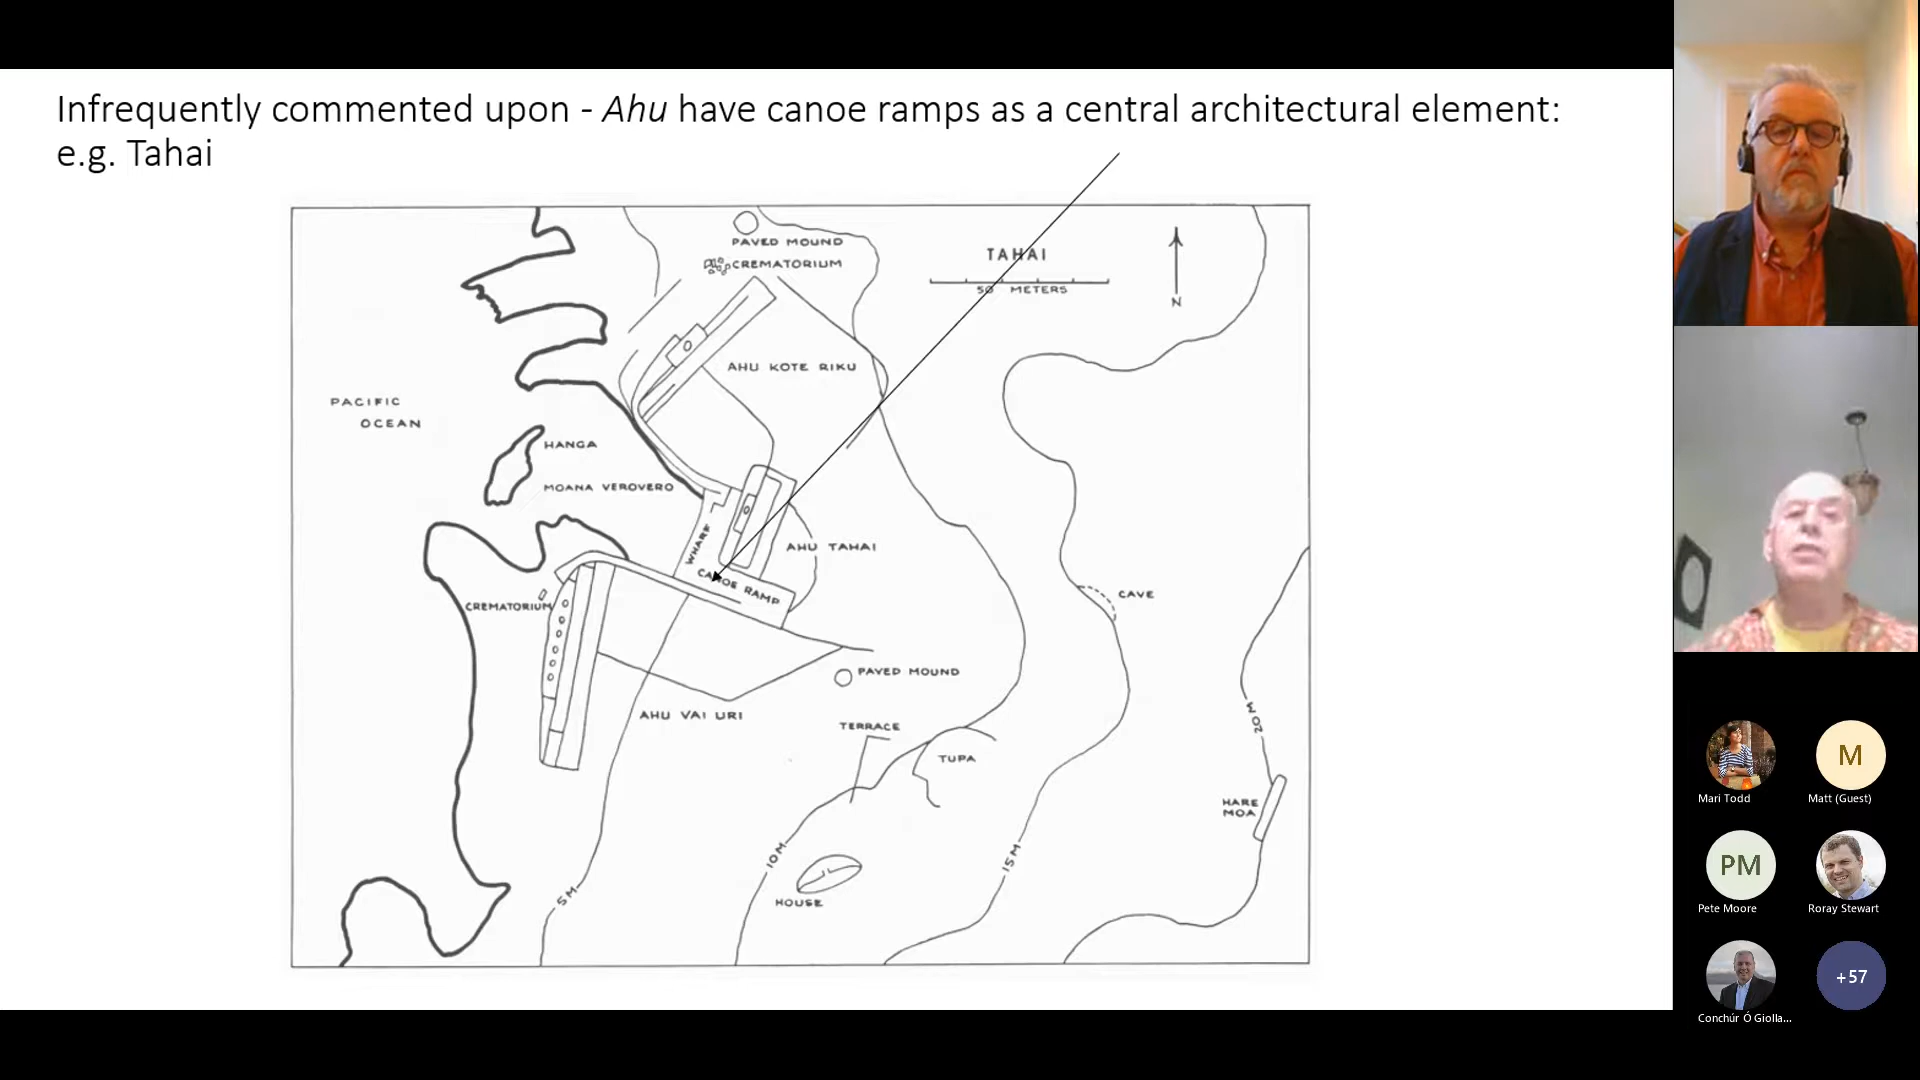 Infrequently commented upon - Ahu have canoe ramps as a central architectural element:
e.g. Tahai
PAVED MOUND
CREMATORIUM
TAHAI
50 METERS
N
AHU KOTE RIKU
PACIFIC
OCEAN
HANGA
MOANA VEROVERO
WHARF
AHU TAHAI
CANOE RAMP
CREMATORIUM
CAVE
PAVED MOUND
AHU VAI URI
TERRACE
TUPA
20 M
HARE
MOA
10 M
15 M
5 M
HOUSE
M
Mari Todd
Matt (Guest)
PM
Pete Moore
Roray Stewart
+57
Conchúr Ó Giolla...